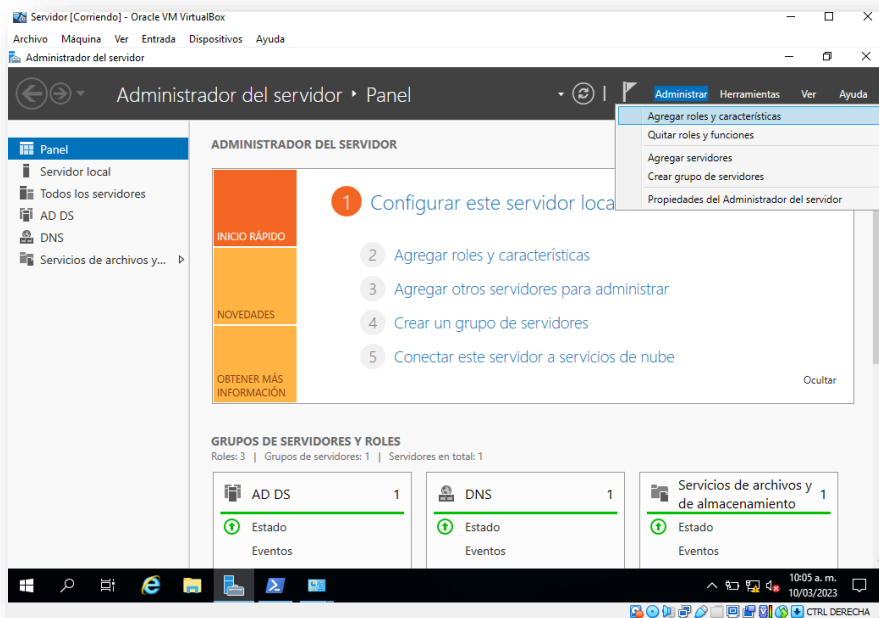 Servidor [Corriendo] - Oracle VM VirtualBox
Archivo Máquina Ver Entrada Dispositivos Ayuda
Administrador del servidor
Administrador del servidor ‣ Panel
Administrar Herramientas Ver Ayuda
Agregar roles y características
Quitar roles y funciones
Agregar servidores
Crear grupo de servidores
Propiedades del Administrador del servidor
Panel
Servidor local
Todos los servidores
AD DS
DNS
Servicios de archivos y...
ADMINISTRADOR DEL SERVIDOR
INICIO RÁPIDO
NOVEDADES
OBTENER MÁS
INFORMACIÓN
1 Configurar este servidor loca
2 Agregar roles y características
3 Agregar otros servidores para administrar
4 Crear un grupo de servidores
5 Conectar este servidor a servicios de nube
Ocultar
GRUPOS DE SERVIDORES Y ROLES
Roles: 3 | Grupos de servidores: 1 | Servidores en total: 1
AD DS 1
Estado
Eventos
DNS 1
Estado
Eventos
Servicios de archivos y
de almacenamiento 1
Estado
Eventos
10:05 a. m.
10/03/2023
CTRL DERECHA